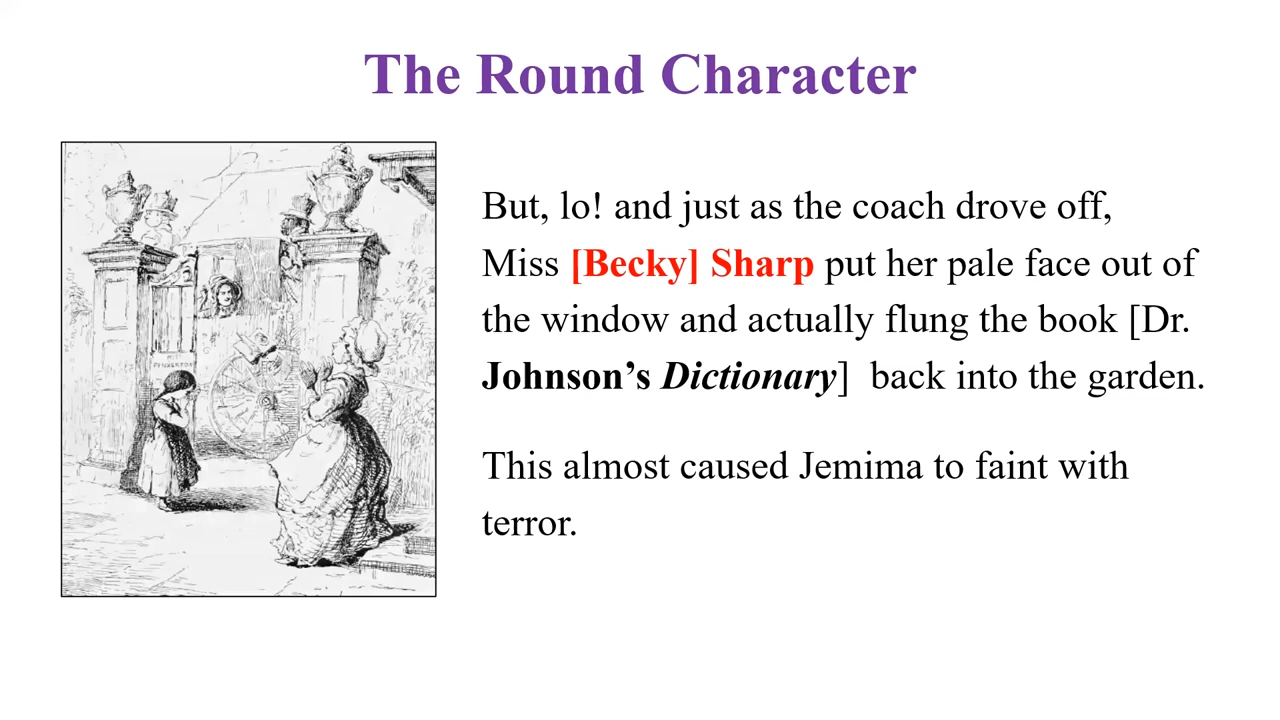 The Round Character
But, lo! and just as the coach drove off,
Miss [Becky] Sharp put her pale face out of
the window and actually flung the book [Dr.
Johnson’s Dictionary]  back into the garden.
This almost caused Jemima to faint with
terror.